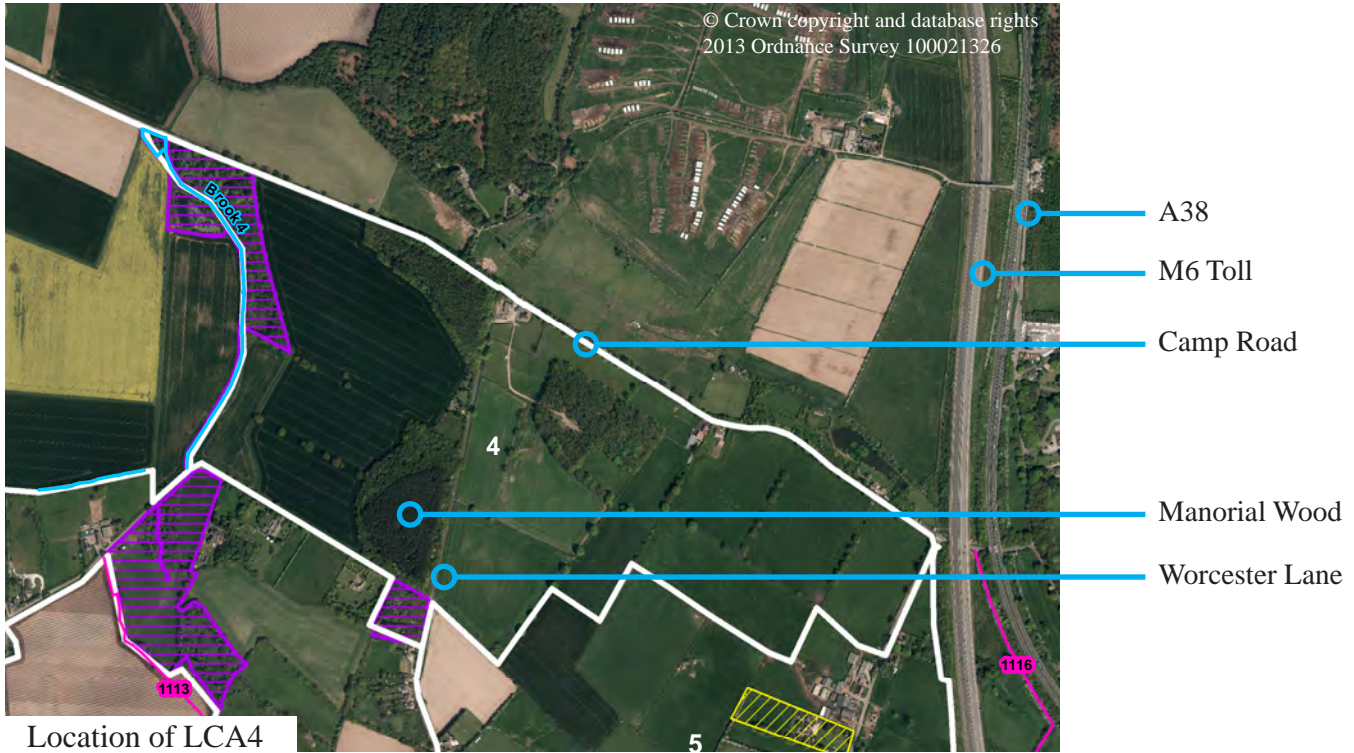 © Crown copyright and database rights
2013 Ordnance Survey 100021326
Brook 4
A38
M6 Toll
Camp Road
4
Manorial Wood
Worcester Lane
1113
1116
5
Location of LCA4